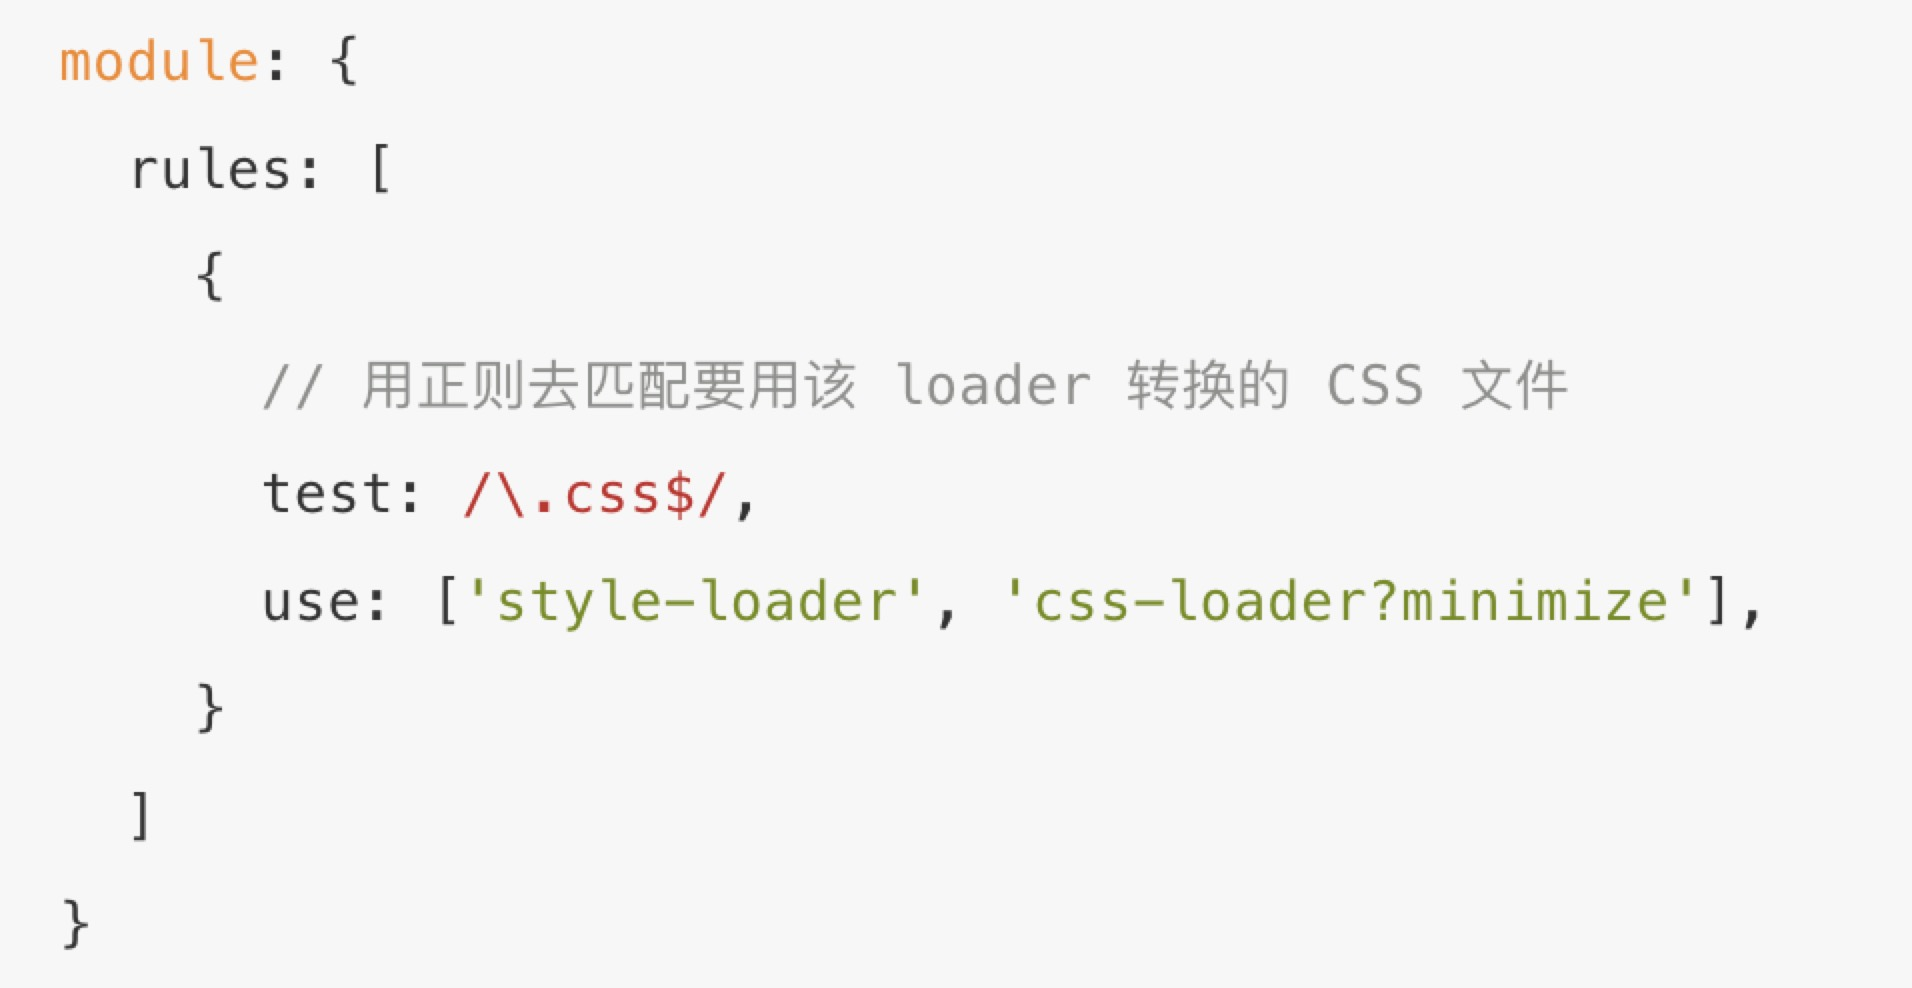 module: {
  rules: [
    {
      // 用正则去匹配要用该 loader 转换的 CSS 文件
      test: /\.css$/,
      use: ['style-loader', 'css-loader?minimize'],
    }
  ]
}